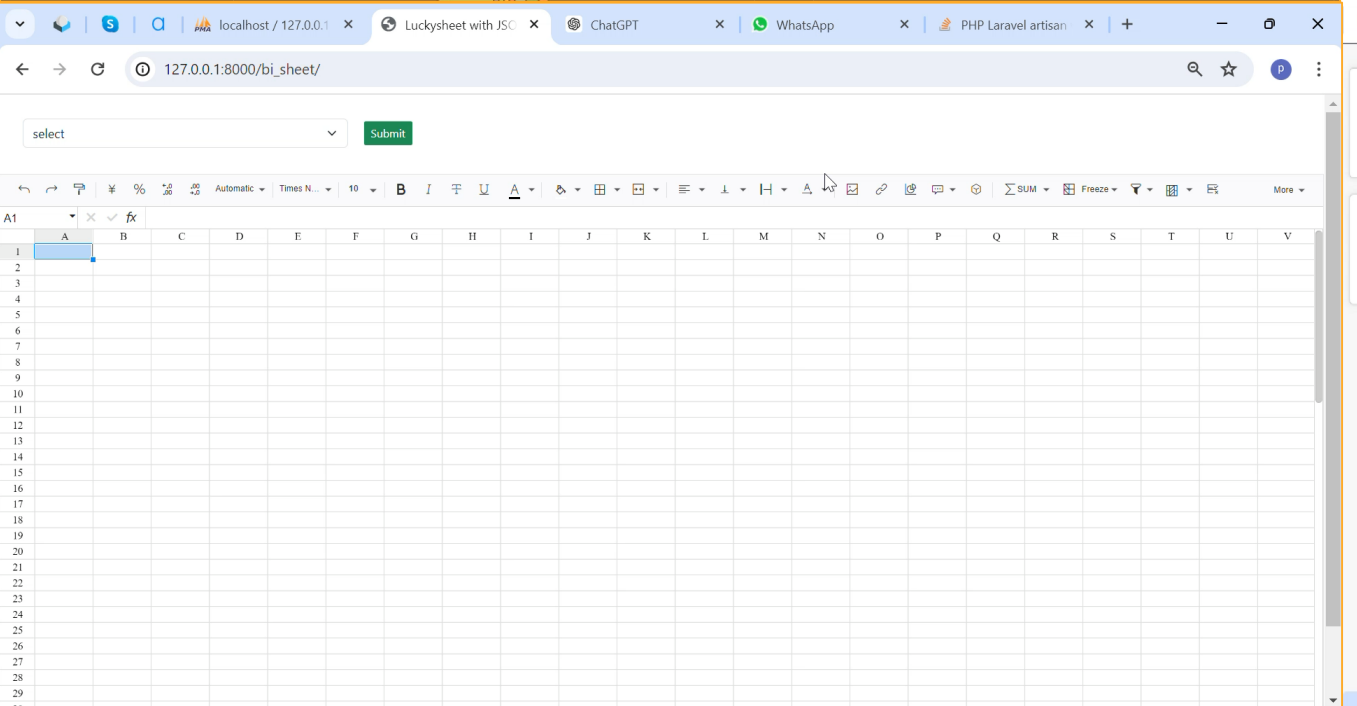 localhost / 127.0.0.1
Luckysheet with JSO
ChatGPT
WhatsApp
PHP Laravel artisan
127.0.0.1:8000/bi_sheet/
P
select
Submit
¥ % .0 .00 Automatic Times N... 10 B I T U A SUM Freeze More
A1 fx
A B C D E F G H I J K L M N O P Q R S T U V
1
2
3
4
5
6
7
8
9
10
11
12
13
14
15
16
17
18
19
20
21
22
23
24
25
26
27
28
29